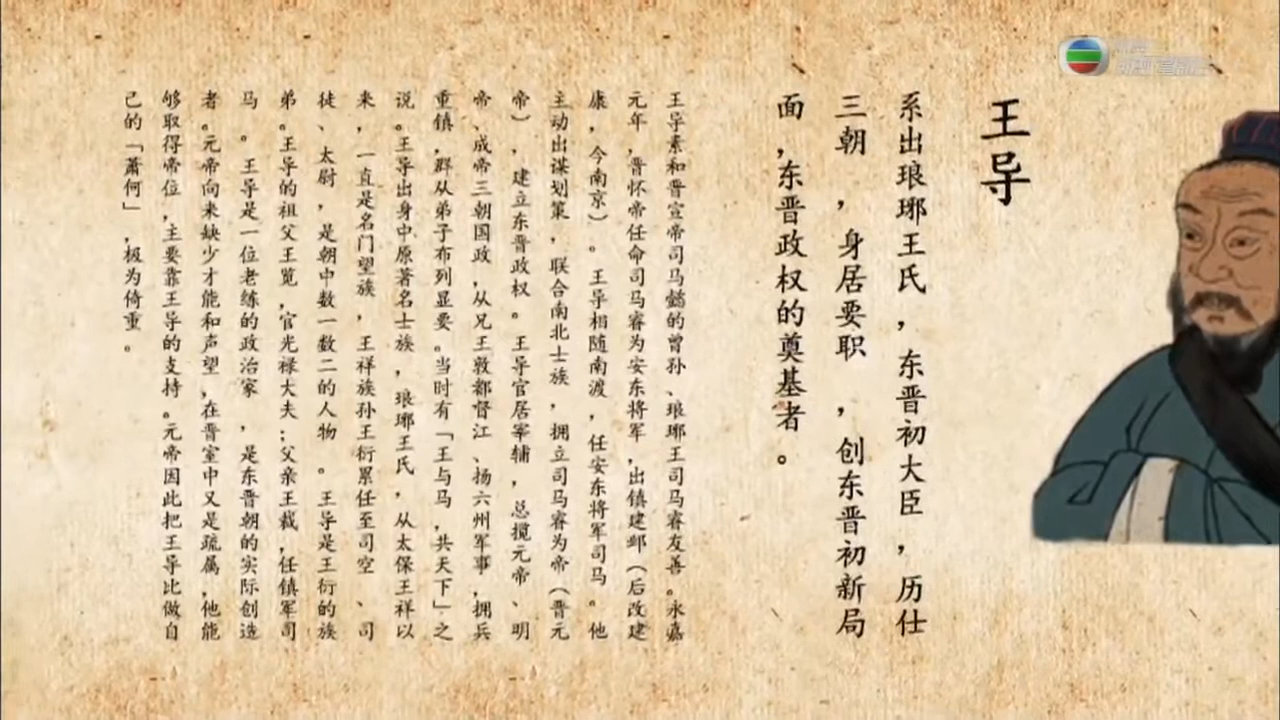 王导
系出琅琊王氏，东晋初大臣，历仕
三朝，身居要职，创东晋初新局
面，东晋政权的奠基者。
王导素和晋宣帝司马懿的曾孙、琅琊王司马睿友善。永嘉
元年，晋怀帝任命司马睿为安东将军，出镇建邺（后改建
康，今南京）。王导相随南渡，任安东将军司马。他
主动出谋划策，联合南北士族，拥立司马睿为帝（晋元
帝），建立东晋政权。王导官居宰辅，总揽元帝、明
帝、成帝三朝国政，从兄王敦都督江、扬六州军事，拥兵
重镇，群从弟子布列显要。当时有「王与马，共天下」之
说。王导出身中原著名士族，琅琊王氏，从太保王祥以
来，一直是名门望族，王祥族孙王衍累任至司空、司
徒、太尉，是朝中数一数二的人物。王导是王衍的族
弟。王导的祖父王览，官光禄大夫；父亲王裁，任镇军司
马。王导是一位老练的政治家，是东晋朝的实际创造
者。元帝向来缺少才能和声望，在晋室中又是疏属，他能
够取得帝位，主要靠王导的支持。元帝因此把王导比做自
己的「萧何」，极为倚重。